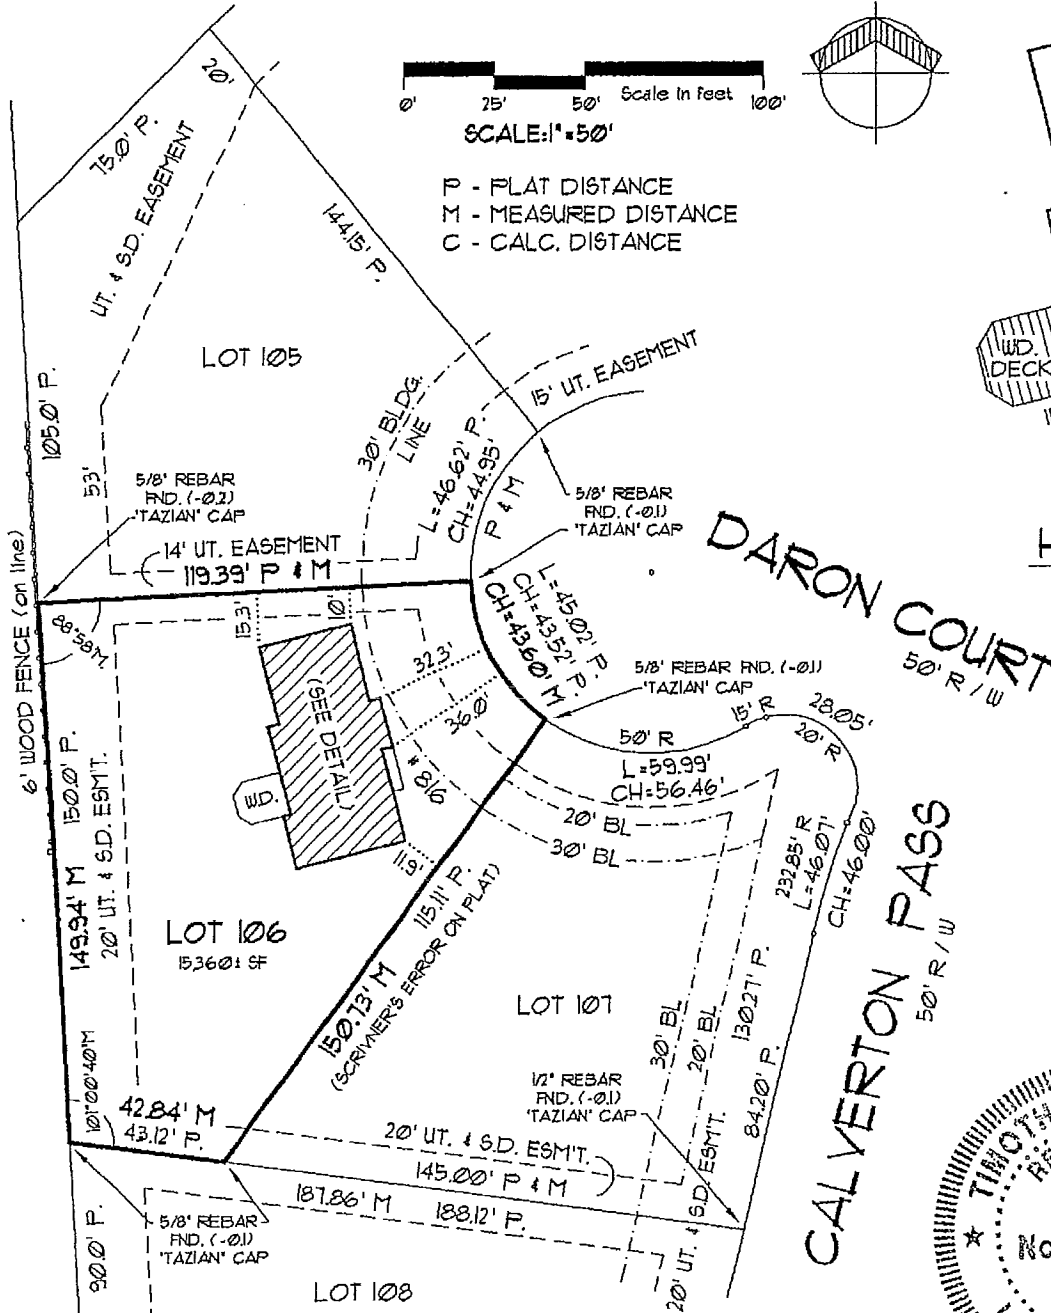 0' 25' 50' Scale in feet 100'
SCALE:1"=50'
P - PLAT DISTANCE
M - MEASURED DISTANCE
C - CALC. DISTANCE
20'
75.0' P.
UT. & S.D. EASEMENT
144.15' P.
LOT 105
105.0' P.
53'
5/8" REBAR
FND. (-0.2)
"TAZIAN" CAP
14' UT. EASEMENT
119.39' P & M
30' BLDG.
LINE
L=46.62' P.
CH=44.95'
P & M
15' UT. EASEMENT
5/8" REBAR
FND. (-0.1)
"TAZIAN" CAP
WD.
DECK
DARON COURT
50' R / W
L=45.02' P.
CH=43.52' P.
CH=43.60' M
5/8" REBAR FND. (-0.1)
"TAZIAN" CAP
6' WOOD FENCE (on line)
88°58'M
15.3'
10'
32.3'
36.0'
(SEE DETAIL)
# 816
WD.
11.9'
50' R
L=59.99'
CH=56.46'
15' R
28.05'
20' R
20' BL
30' BL
232.85' R
L=46.07'
CH=46.00'
CALVERTON PASS
50' R / W
149.94' M 150.0' P.
20' UT. & S.D. ESM'T.
LOT 106
15,360± SF
115.11' P.
150.73' M
(SCRIVNER'S ERROR ON PLAT)
LOT 107
30' BL
20' BL
130.27' P.
84.20' P.
1/2" REBAR
FND. (-0.1)
"TAZIAN" CAP
101°00'40"M
42.84' M
43.12' P.
20' UT. & S.D. ESM'T.
145.00' P & M
187.86' M 188.12' P.
5/8" REBAR
FND. (-0.1)
"TAZIAN" CAP
90.0' P.
LOT 108
20' UT. & S.D. ESM'T.